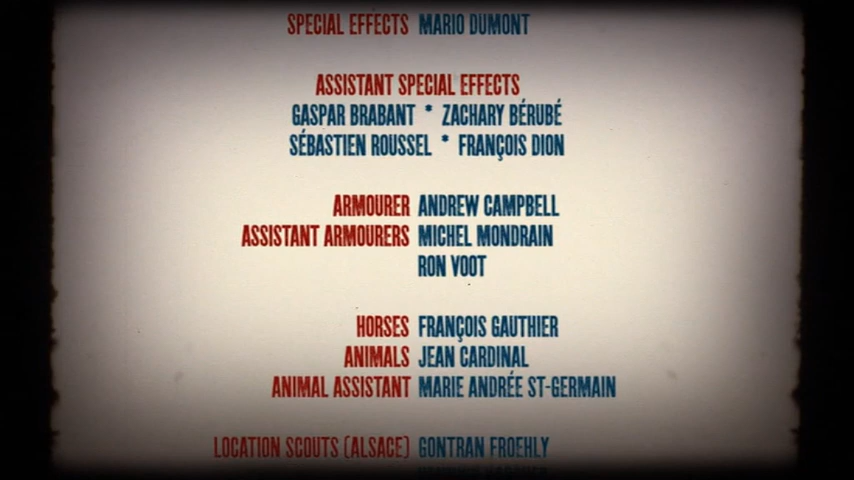 SPECIAL EFFECTS MARIO DUMONT
ASSISTANT SPECIAL EFFECTS
GASPAR BRABANT * ZACHARY BÉRUBÉ
SÉBASTIEN ROUSSEL * FRANÇOIS DION
ARMOURER ANDREW CAMPBELL
ASSISTANT ARMOURERS MICHEL MONDRAIN
RON VOOT
HORSES FRANÇOIS GAUTHIER
ANIMALS JEAN CARDINAL
ANIMAL ASSISTANT MARIE ANDRÉE ST-GERMAIN
LOCATION SCOUTS (ALSACE) GONTRAN FROEHLY